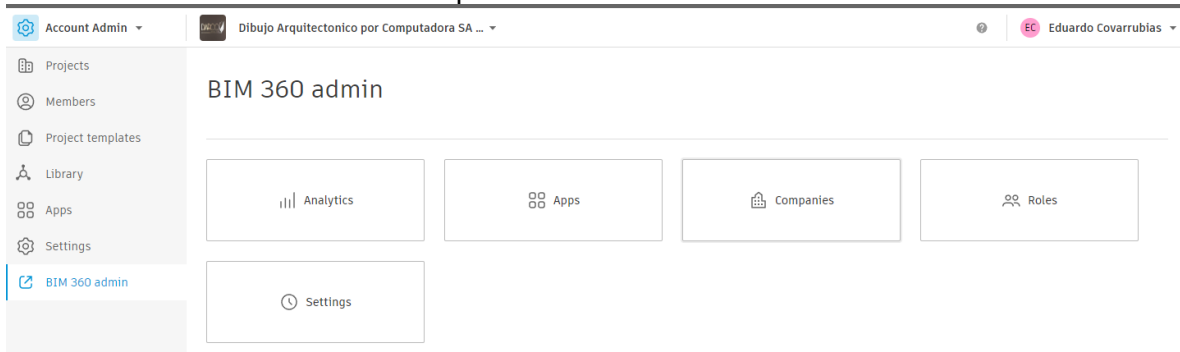 Account Admin
Dibujo Arquitectonico por Computadora SA ...
EC Eduardo Covarrubias
Projects
Members
Project templates
Library
Apps
Settings
BIM 360 admin
BIM 360 admin
Analytics
Apps
Companies
Roles
Settings